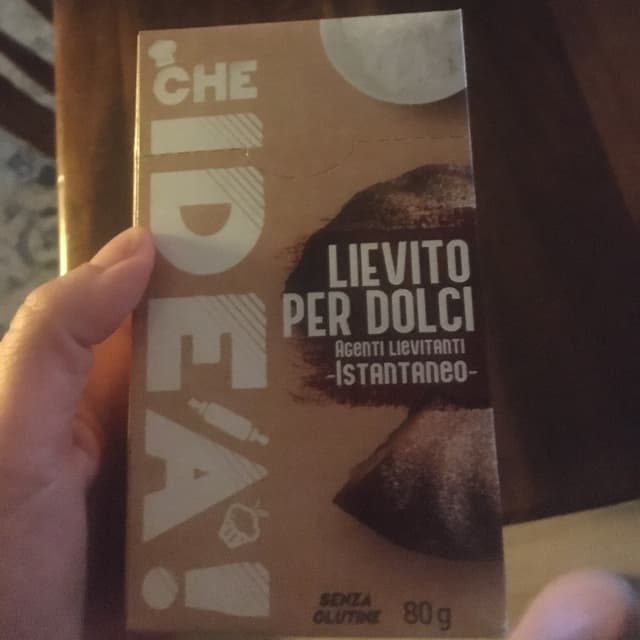 CHE
IDEA!
LIEVITO
PER DOLCI
AGENTI LIEVITANTI
-ISTANTANEO-
SENZA
GLUTINE
80g